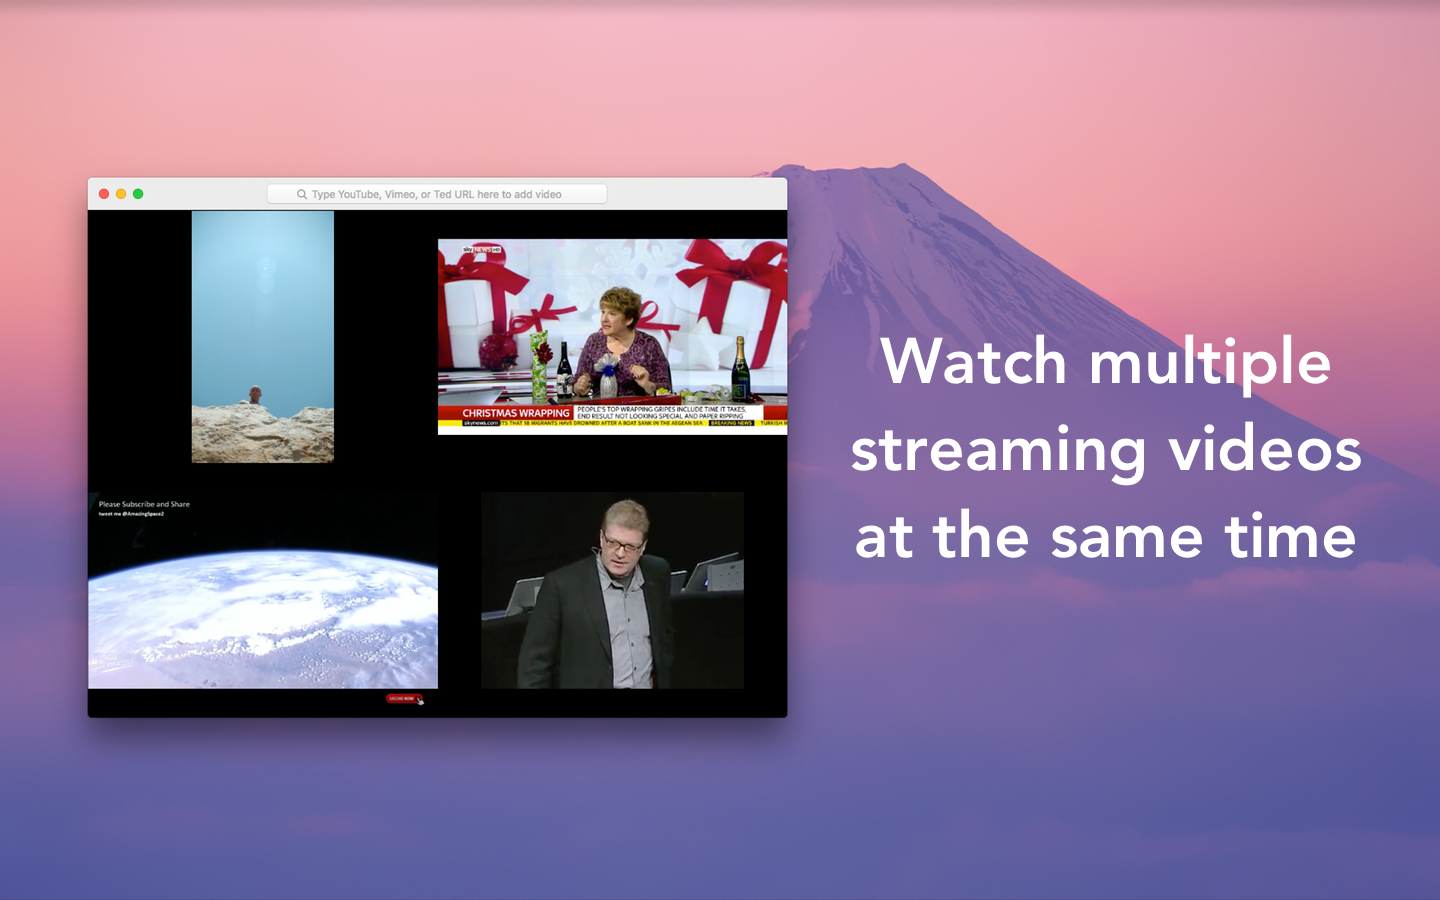 Type YouTube, Vimeo, or Ted URL here to add video
sky NEWS HD
CHRISTMAS WRAPPING
PEOPLE'S TOP WRAPPING GRIPES INCLUDE TIME IT TAKES,
END RESULT NOT LOOKING SPECIAL AND PAPER RIPPING
skynews.com 'S THAT 18 MIGRANTS HAVE DROWNED AFTER A BOAT SANK IN THE AEGEAN SEA BREAKING NEWS TURKISH
Please Subscribe and Share
tweet me @AmazingSpace2
SUBSCRIBE NOW!
Watch multiple
streaming videos
at the same time